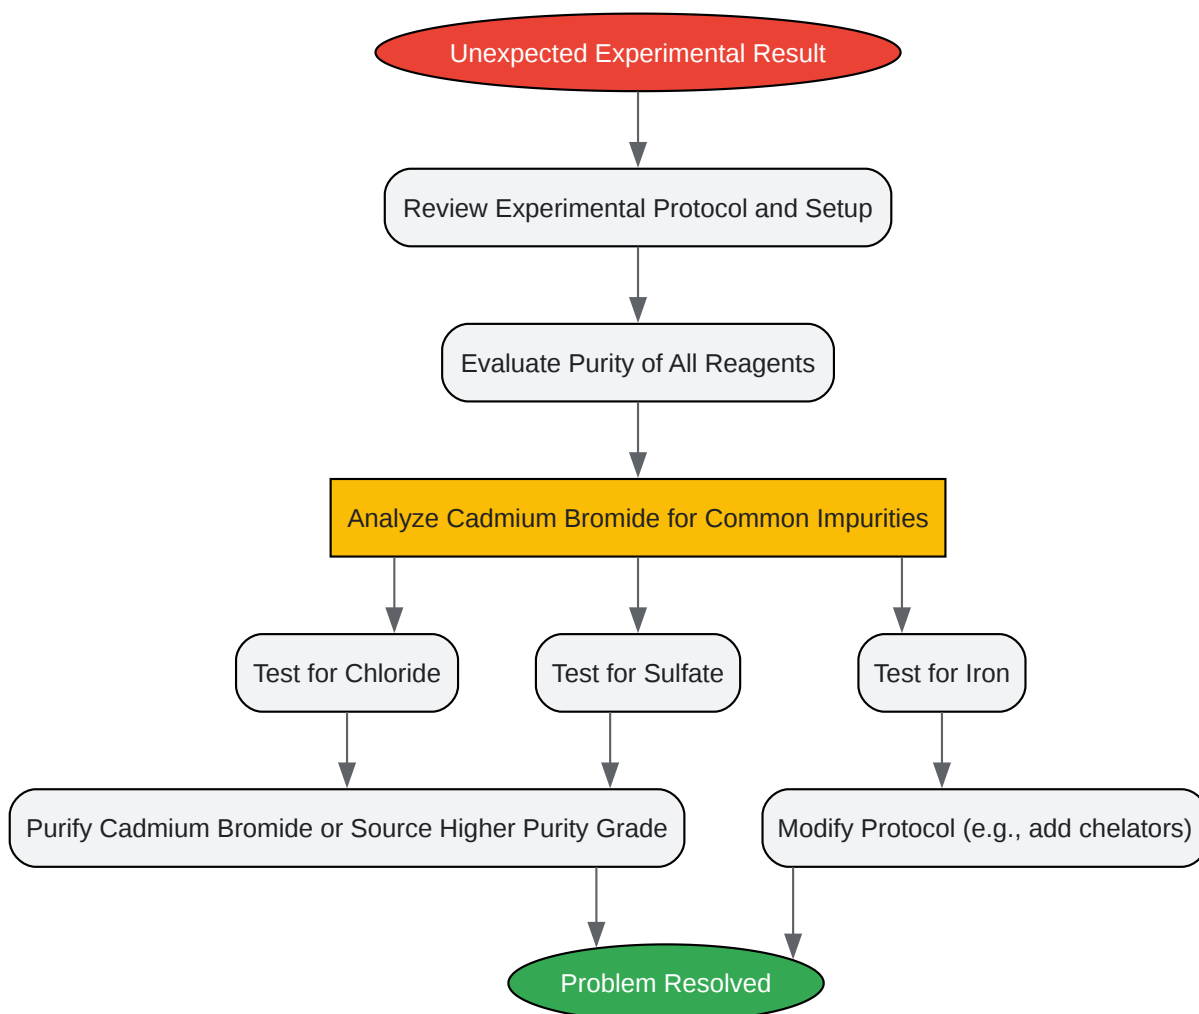 Unexpected Experimental Result
Review Experimental Protocol and Setup
Evaluate Purity of All Reagents
Analyze Cadmium Bromide for Common Impurities
Test for Chloride
Test for Sulfate
Test for Iron
Purify Cadmium Bromide or Source Higher Purity Grade
Modify Protocol (e.g., add chelators)
Problem Resolved